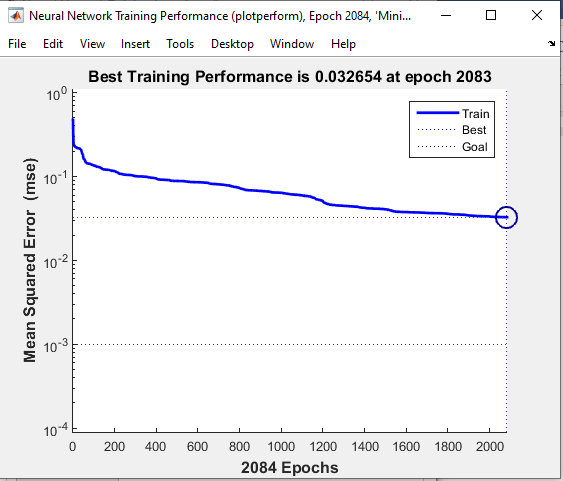 Neural Network Training Performance (plotperform), Epoch 2084, 'Mini...
File Edit View Insert Tools Desktop Window Help
Best Training Performance is 0.032654 at epoch 2083
Mean Squared Error (mse)
10^0
10^-1
10^-2
10^-3
10^-4
Train
Best
Goal
0 200 400 600 800 1000 1200 1400 1600 1800 2000
2084 Epochs